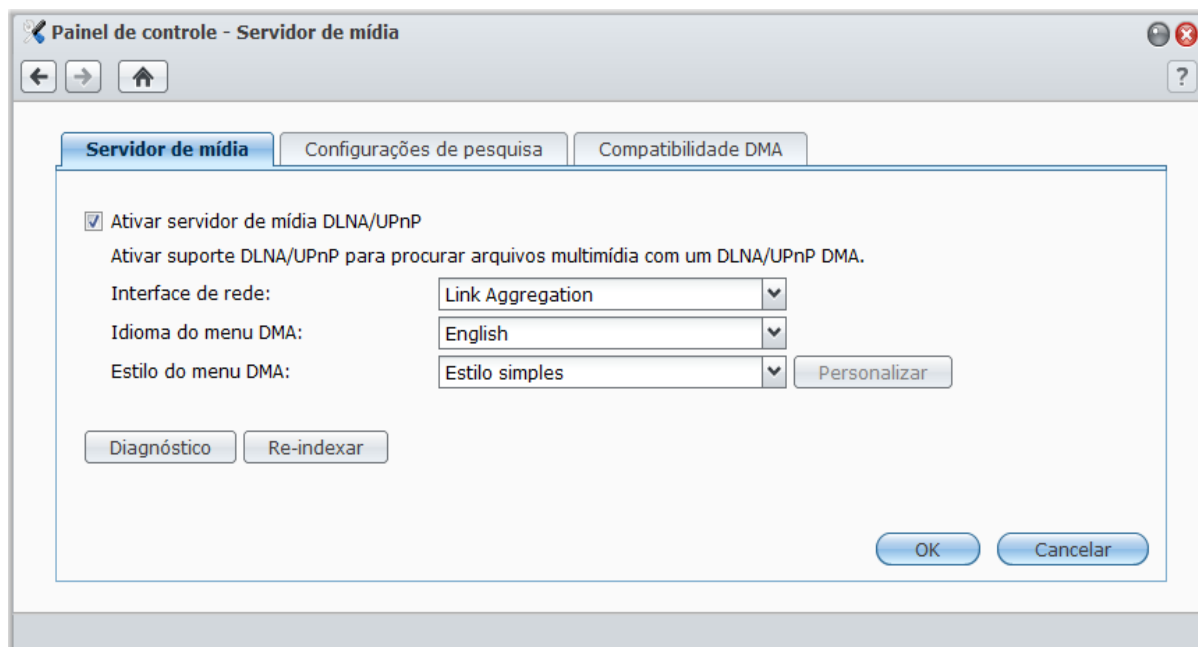 Painel de controle - Servidor de mídia
?
Servidor de mídia Configurações de pesquisa Compatibilidade DMA
Ativar servidor de mídia DLNA/UPnP
Ativar suporte DLNA/UPnP para procurar arquivos multimídia com um DLNA/UPnP DMA.
Interface de rede: Link Aggregation
Idioma do menu DMA: English
Estilo do menu DMA: Estilo simples Personalizar
Diagnóstico Re-indexar
OK Cancelar